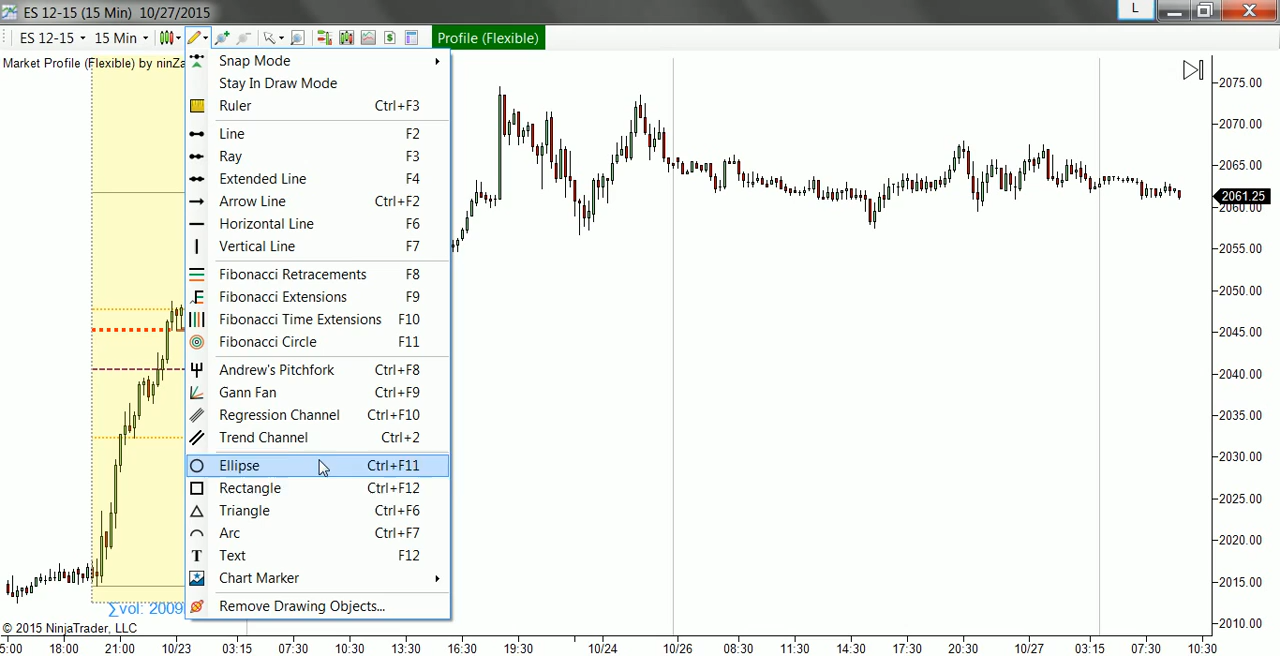 ES 12-15 (15 Min) 10/27/2015
L
ES 12-15
15 Min
Profile (Flexible)
Market Profile (Flexible) by ninZa
Snap Mode
Stay In Draw Mode
Ruler Ctrl+F3
Line F2
Ray F3
Extended Line F4
Arrow Line Ctrl+F2
Horizontal Line F6
Vertical Line F7
Fibonacci Retracements F8
Fibonacci Extensions F9
Fibonacci Time Extensions F10
Fibonacci Circle F11
Andrew's Pitchfork Ctrl+F8
Gann Fan Ctrl+F9
Regression Channel Ctrl+F10
Trend Channel Ctrl+2
Ellipse Ctrl+F11
Rectangle Ctrl+F12
Triangle Ctrl+F6
Arc Ctrl+F7
Text F12
Chart Marker
Remove Drawing Objects...
2075.00
2070.00
2065.00
2061.25
2060.00
2055.00
2050.00
2045.00
2040.00
2035.00
2030.00
2025.00
2020.00
2015.00
2010.00
∑vol: 2009
© 2015 NinjaTrader, LLC
5:00 18:00 21:00 10/23 03:15 07:30 10:30 13:30 16:30 19:30 10/24 10/26 08:30 11:30 14:30 17:30 20:30 10/27 03:15 07:30 10:30